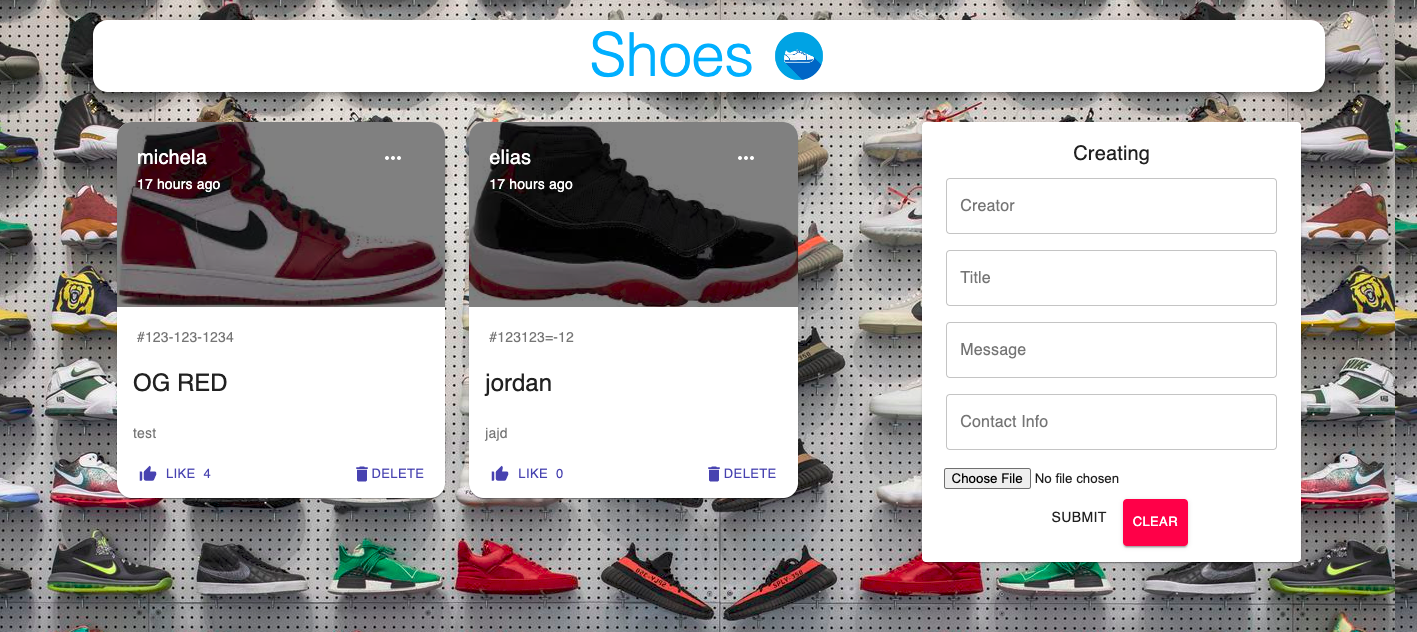 Shoes
michela
17 hours ago
#123-123-1234
OG RED
test
LIKE 4
DELETE
elias
17 hours ago
#123123=-12
jordan
jajd
LIKE 0
DELETE
Creating
Creator
Title
Message
Contact Info
Choose File No file chosen
SUBMIT
CLEAR